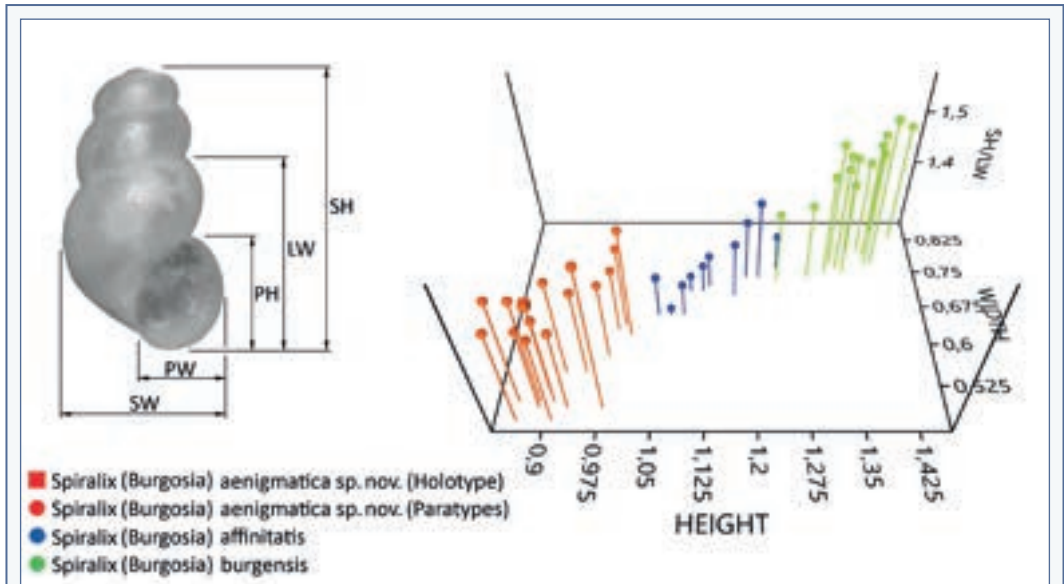 SH
LW
PH
PW
SW
1,5
1,4
SH/LW
0,825
0,75
0,675
WIDTH
0,6
0,525
0,9
0,975
1,05
1,125
1,2
1,275
1,35
1,425
HEIGHT
Spiralix (Burgosia) aenigmatica sp. nov. (Holotype)
Spiralix (Burgosia) aenigmatica sp. nov. (Paratypes)
Spiralix (Burgosia) affinitatis
Spiralix (Burgosia) burgensis